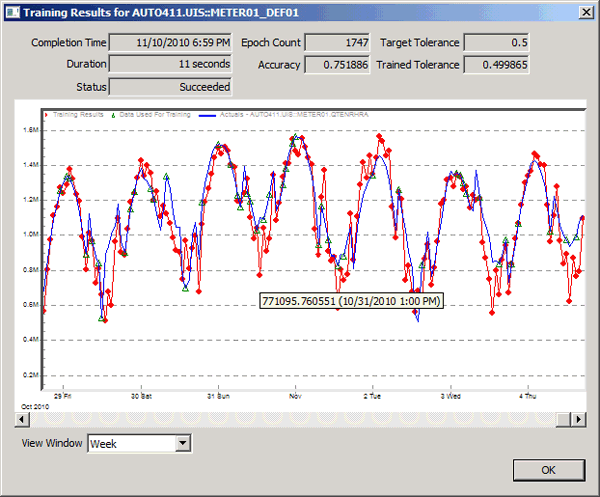 Training Results for AUTO411.UIS::METER01_DEF01
Completion Time 11/10/2010 6:59 PM Epoch Count 1747 Target Tolerance 0.5
Duration 11 seconds Accuracy 0.751886 Trained Tolerance 0.499865
Status Succeeded
Training Results Data Used For Training Actuals - AUTO411.UIS::METER01.QTENRHRA
1.6M
1.4M
1.2M
1.0M
0.8M
771095.760551 (10/31/2010 1:00 PM)
0.6M
0.4M
0.2M
29 Fri 30 Sat 31 Sun Nov 2 Tue 3 Wed 4 Thu
Oct 2010
View Window Week
OK